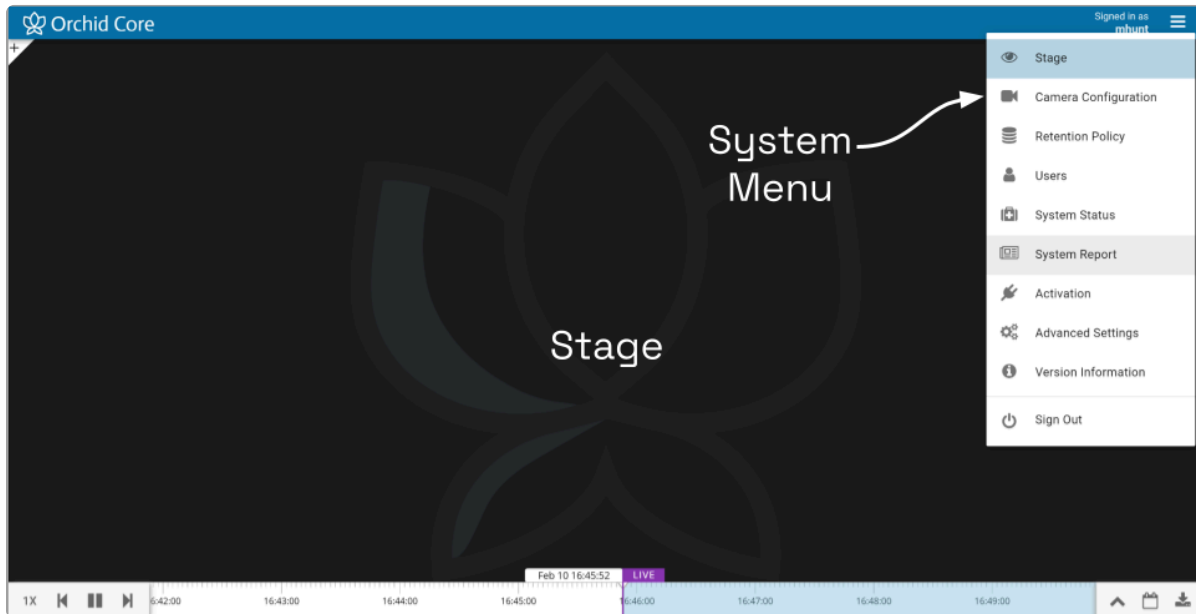 Orchid Core
Signed in as
mhunt
+
Stage
Camera Configuration
Retention Policy
Users
System Status
System Report
Activation
Advanced Settings
Version Information
Sign Out
System
Menu
Stage
Feb 10 16:45:52 LIVE
1X 6:42:00 16:43:00 16:44:00 16:45:00 16:46:00 16:47:00 16:48:00 16:49:00